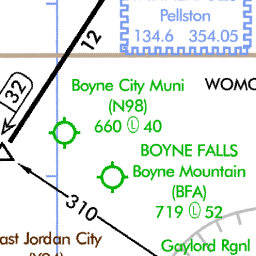 Pellston
134.6 354.05
12
32
Boyne City Muni
(N98)
660 Ⓛ 40
WOMO
BOYNE FALLS
Boyne Mountain
(BFA)
719 Ⓛ 52
310
ast Jordan City
Gaylord Rgnl